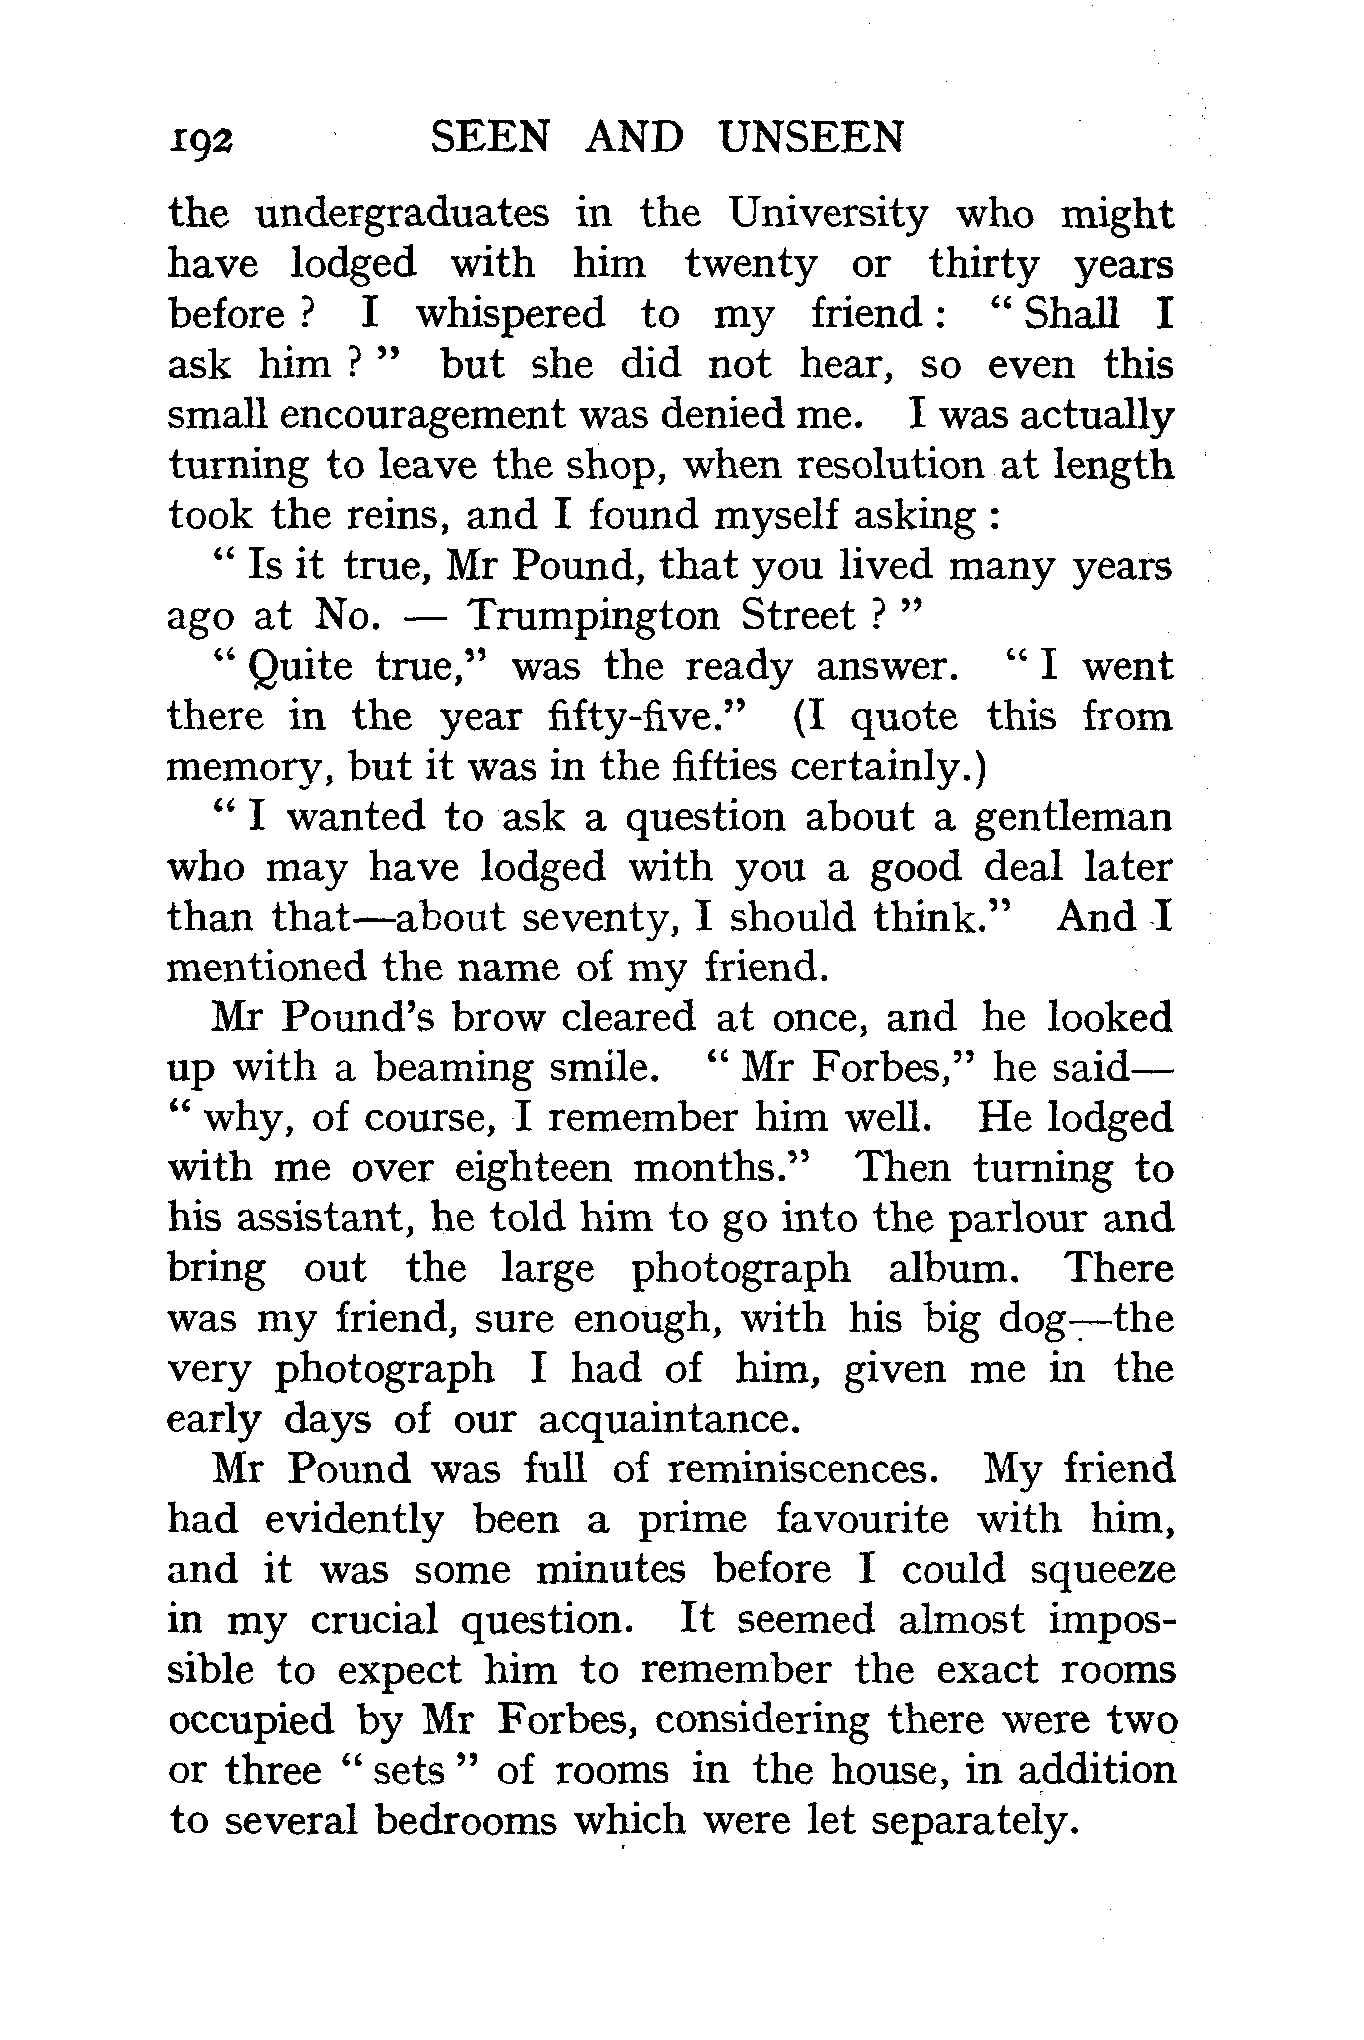 192 SEEN AND UNSEEN
the undergraduates in the University who might
have lodged with him twenty or thirty years
before ? I whispered to my friend : “ Shall I
ask him ? ” but she did not hear, so even this
small encouragement was denied me. I was actually
turning to leave the shop, when resolution at length
took the reins, and I found myself asking :
“ Is it true, Mr Pound, that you lived many years
ago at No. — Trumpington Street ? ”
“ Quite true,” was the ready answer. “ I went
there in the year fifty-five.” (I quote this from
memory, but it was in the fifties certainly.)
“ I wanted to ask a question about a gentleman
who may have lodged with you a good deal later
than that—about seventy, I should think.” And I
mentioned the name of my friend.
Mr Pound’s brow cleared at once, and he looked
up with a beaming smile. “ Mr Forbes,” he said—
“ why, of course, I remember him well. He lodged
with me over eighteen months.” Then turning to
his assistant, he told him to go into the parlour and
bring out the large photograph album. There
was my friend, sure enough, with his big dog—the
very photograph I had of him, given me in the
early days of our acquaintance.
Mr Pound was full of reminiscences. My friend
had evidently been a prime favourite with him,
and it was some minutes before I could squeeze
in my crucial question. It seemed almost impos-
sible to expect him to remember the exact rooms
occupied by Mr Forbes, considering there were two
or three “ sets ” of rooms in the house, in addition
to several bedrooms which were let separately.